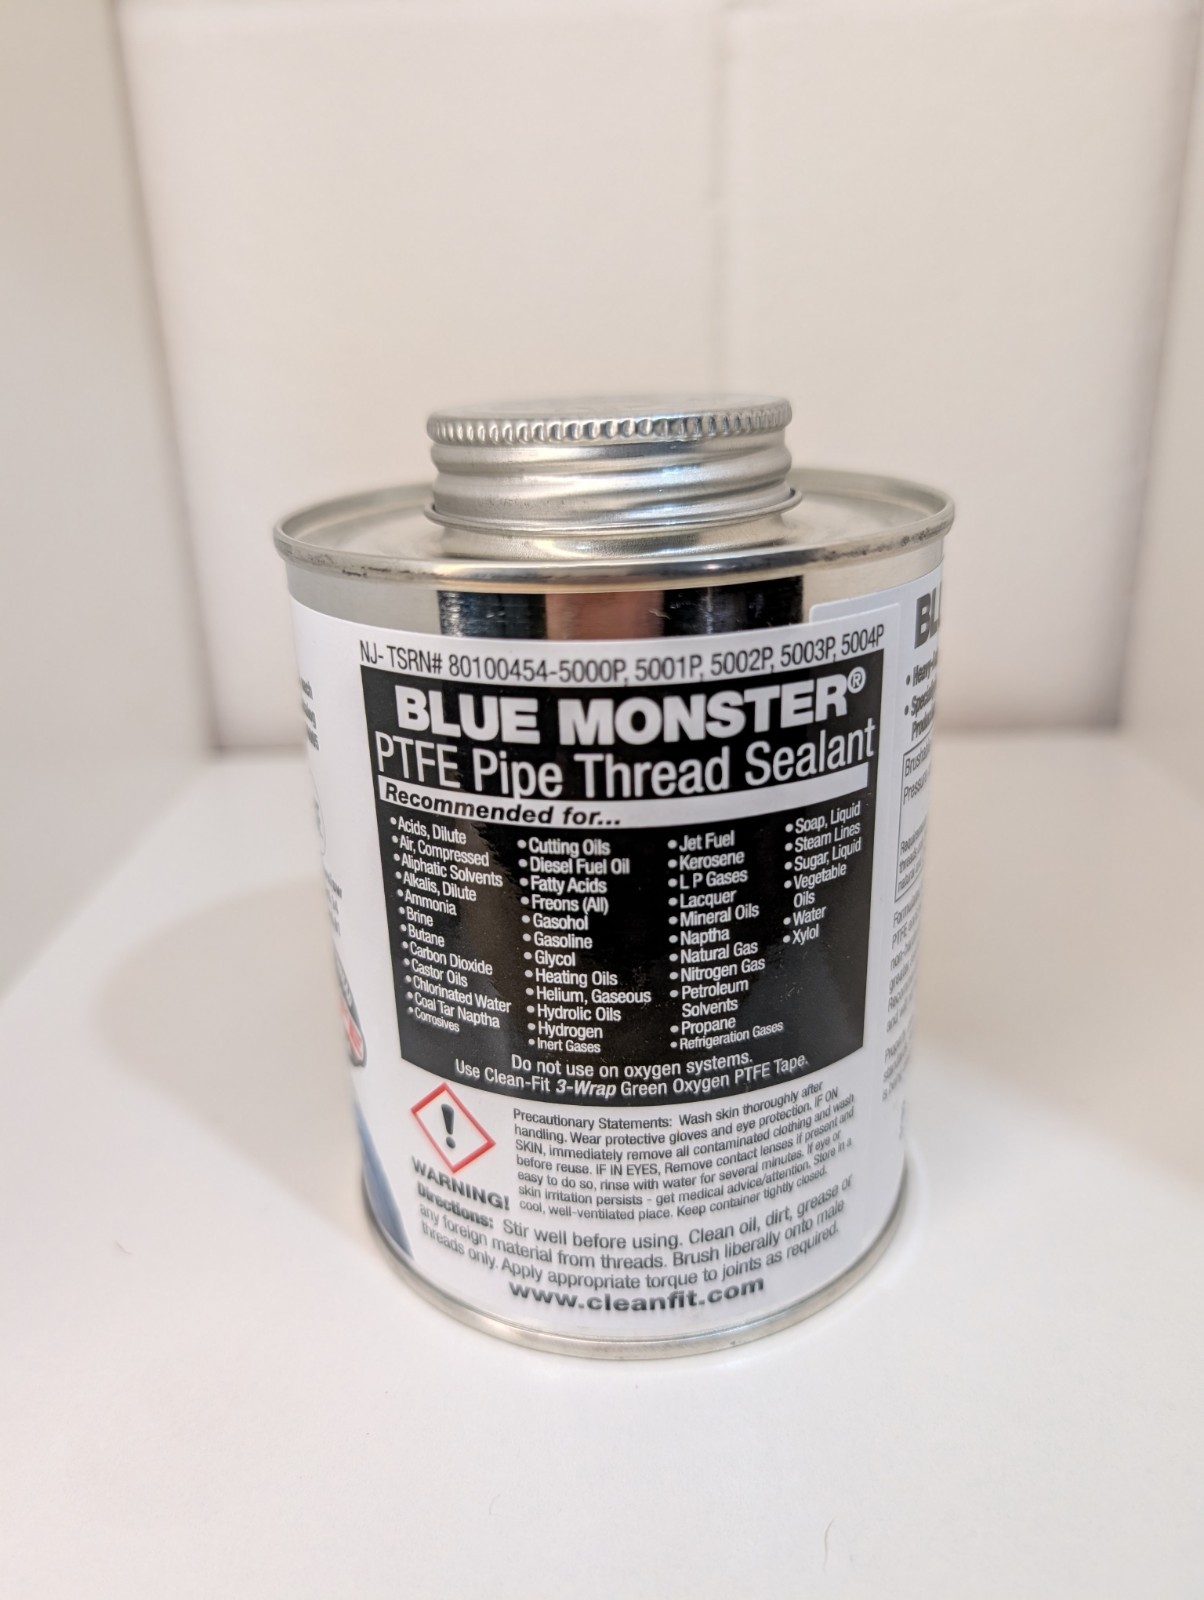 NJ- TSRN# 80100454-5000P, 5001P, 5002P, 5003P, 5004P
BLUE MONSTER®
PTFE Pipe Thread Sealant
Recommended for...
• Acids, Dilute
• Air, Compressed
• Aliphatic Solvents
• Alkalis, Dilute
• Ammonia
• Brine
• Butane
• Carbon Dioxide
• Castor Oils
• Chlorinated Water
• Coal Tar Naptha
• Corrosives
• Cutting Oils
• Diesel Fuel Oil
• Fatty Acids
• Freons (All)
• Gasohol
• Gasoline
• Glycol
• Heating Oils
• Helium, Gaseous
• Hydrolic Oils
• Hydrogen
• Inert Gases
• Jet Fuel
• Kerosene
• L P Gases
• Lacquer
• Mineral Oils
• Naptha
• Natural Gas
• Nitrogen Gas
• Petroleum
Solvents
• Propane
• Refrigeration Gases
• Soap, Liquid
• Steam Lines
• Sugar, Liquid
• Vegetable
Oils
• Water
• Xylol
Do not use on oxygen systems.
Use Clean-Fit 3-Wrap Green Oxygen PTFE Tape.
WARNING!
Precautionary Statements: Wash skin thoroughly after
handling. Wear protective gloves and eye protection. IF ON
SKIN, immediately remove all contaminated clothing and wash
before reuse. IF IN EYES, Remove contact lenses if present and
easy to do so, rinse with water for several minutes. If eye or
skin irritation persists - get medical advice/attention. Store in a
cool, well-ventilated place. Keep container tightly closed.
Directions: Stir well before using. Clean oil, dirt, grease or
any foreign material from threads. Brush liberally onto male
threads only. Apply appropriate torque to joints as required.
www.cleanfit.com